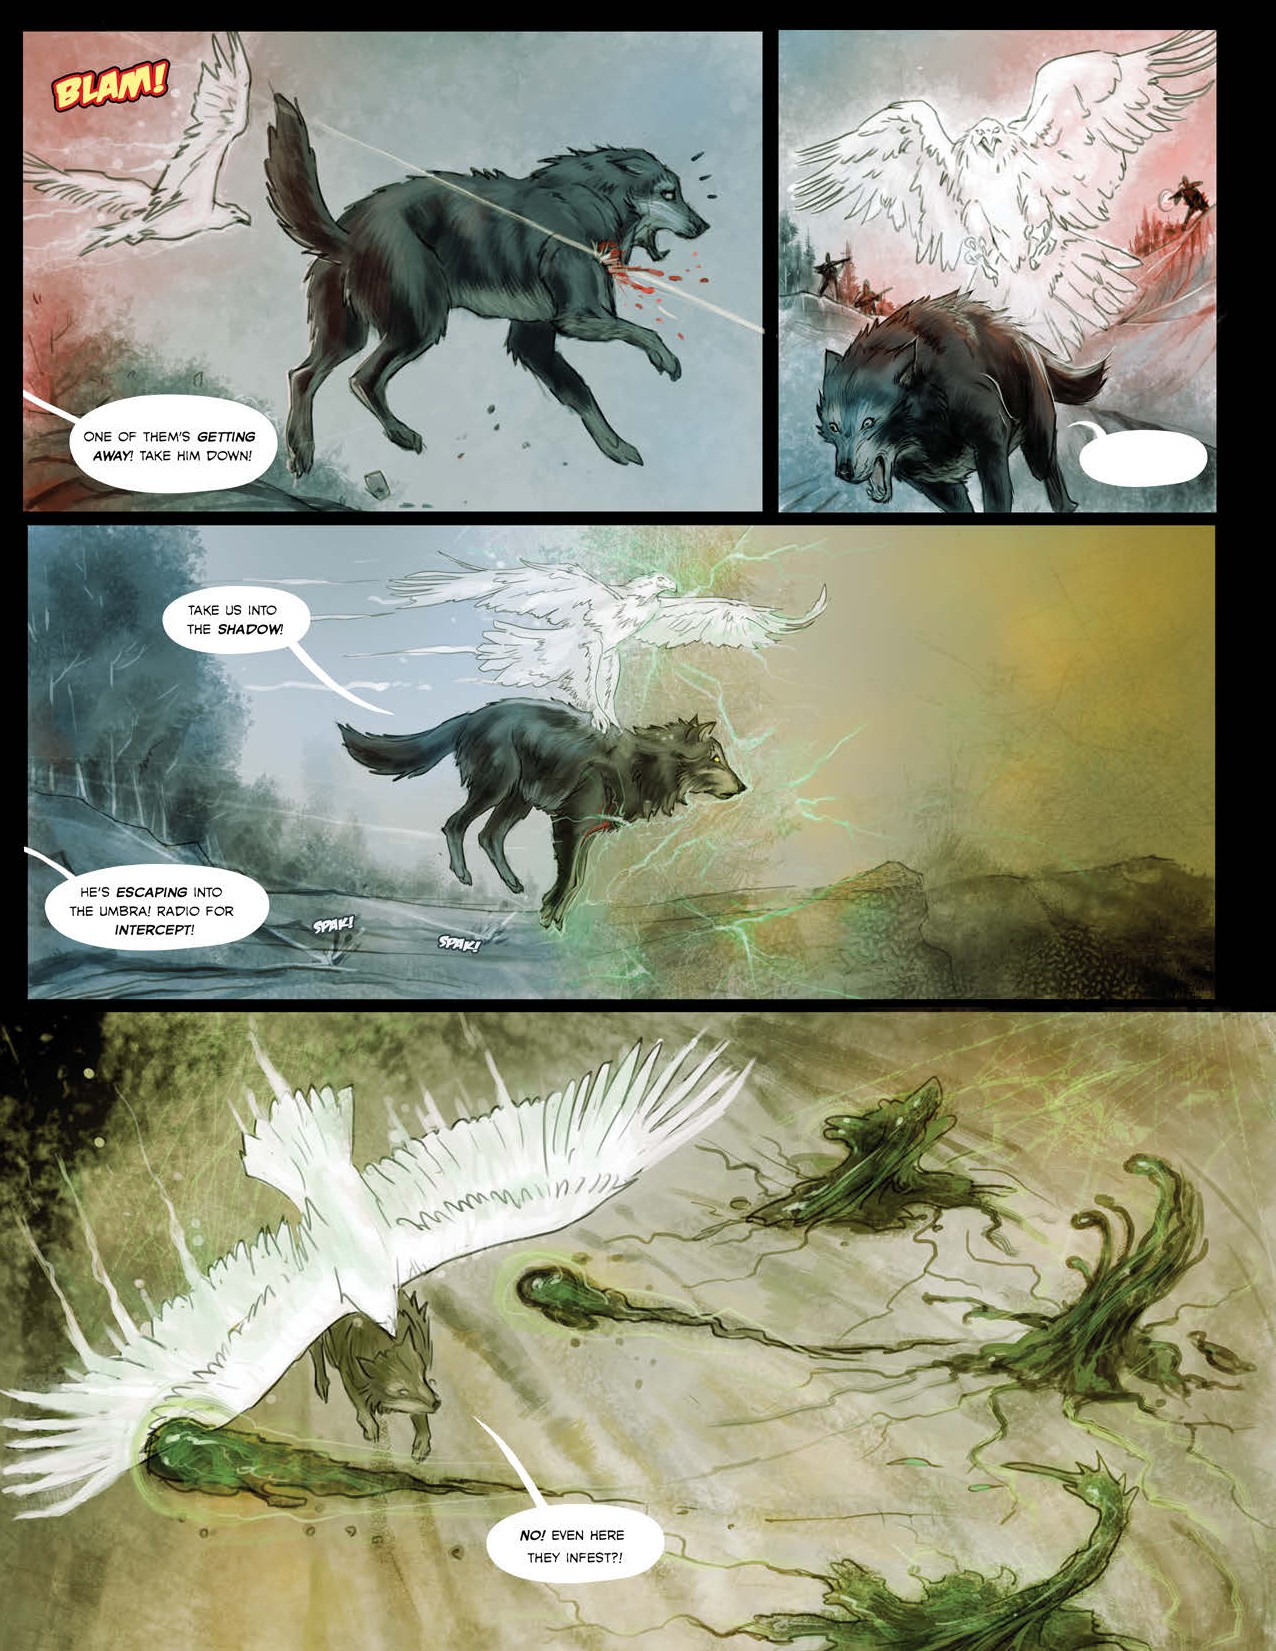 BLAM!
ONE OF THEM'S GETTING
AWAY! TAKE HIM DOWN!
TAKE US INTO
THE SHADOW!
HE'S ESCAPING INTO
THE UMBRA! RADIO FOR
INTERCEPT!
SPAK!
SPAK!
NO! EVEN HERE
THEY INFEST?!